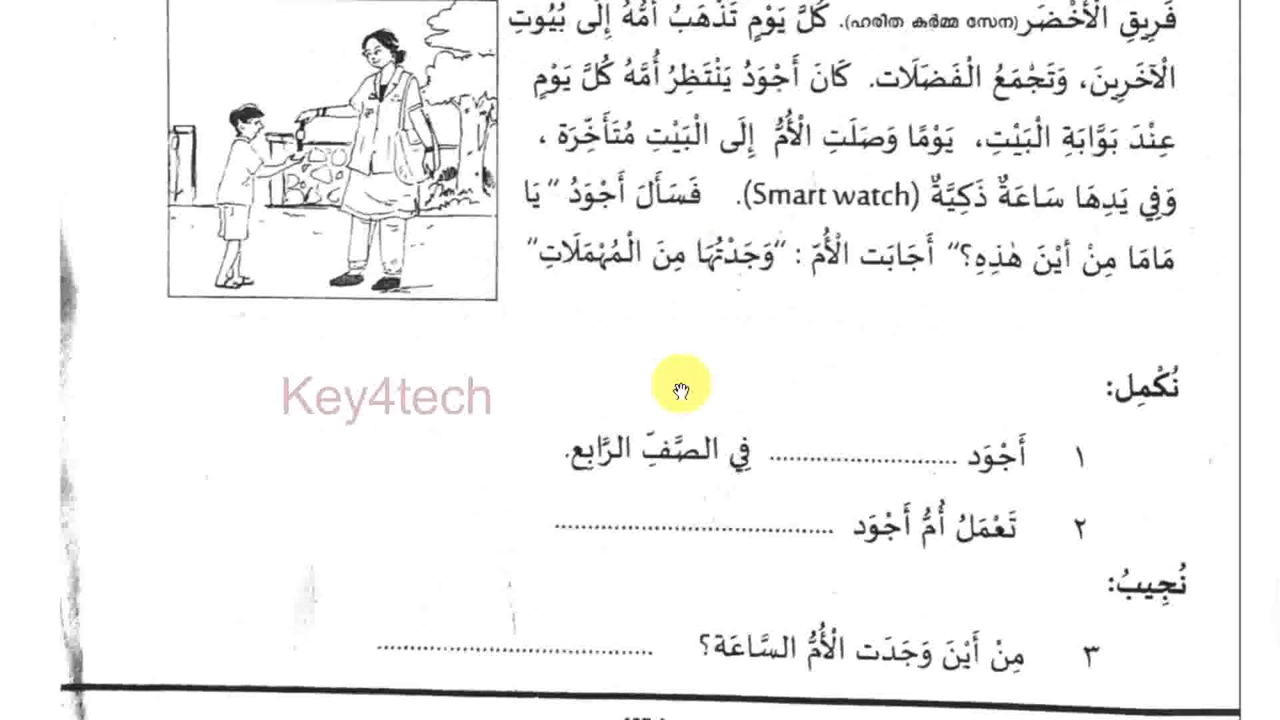 فَرِيقِ الْأَخْضَر(ഹരിത കർമ്മ സേന). كُلَّ يَوْمٍ تَذْهَبُ أُمُّهُ إِلَى بُيُوتِ
الْآخَرِينَ، وَتَجْمَعُ الْفَضَلَات. كَانَ أَجْوَدُ يَنْتَظِرُ أُمَّهُ كُلَّ يَوْمٍ
عِنْدَ بَوَّابَةِ الْبَيْتِ، يَوْمًا وَصَلَتِ الْأُمُّ إِلَى الْبَيْتِ مُتَأَخِّرَة ،
وَفِي يَدِهَا سَاعَةٌ ذَكِيَّةٌ (Smart watch). فَسَأَلَ أَجْوَدُ "يَا
مَامَا مِنْ أَيْنَ هٰذِهِ؟" أَجَابَت الْأُمّ : "وَجَدْتُهَا مِنَ الْمُهْمَلَاتِ"
Key4tech
نُكْمِل:
١ أَجْوَد ........................... فِي الصَّفِّ الرَّابِع.
٢ تَعْمَلُ أُمُّ أَجْوَد ........................................
نُجِيبُ:
٣ مِنْ أَيْنَ وَجَدَت الْأُمُّ السَّاعَة؟ ........................................